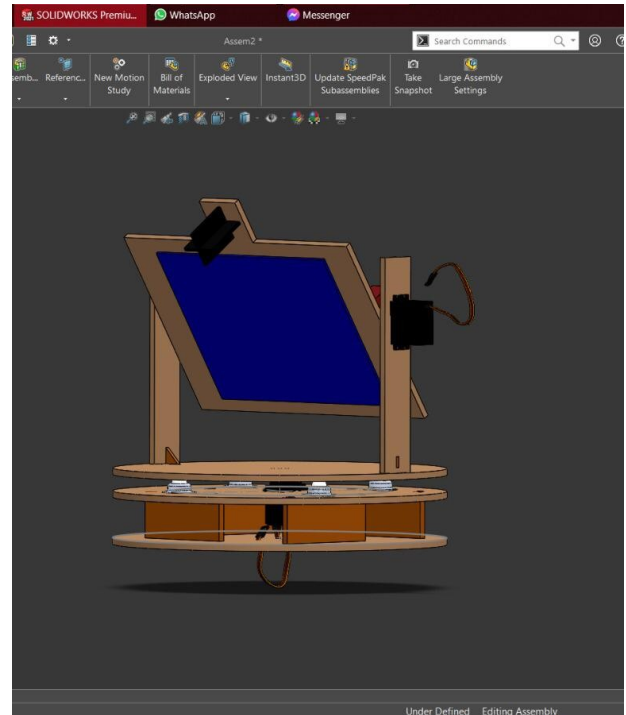 SOLIDWORKS Premiu... WhatsApp Messenger
Assem2 * Search Commands
semb... Referenc... New Motion Study Bill of Materials Exploded View Instant3D Update SpeedPak Subassemblies Take Snapshot Large Assembly Settings
Under Defined Editing Assembly